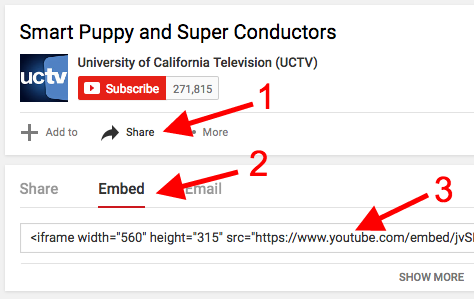 Smart Puppy and Super Conductors
uctv
University of California Television (UCTV)
Subscribe 271,815
1
Add to Share More
2
Share Embed Email
3
<iframe width="560" height="315" src="https://www.youtube.com/embed/jvS
SHOW MORE